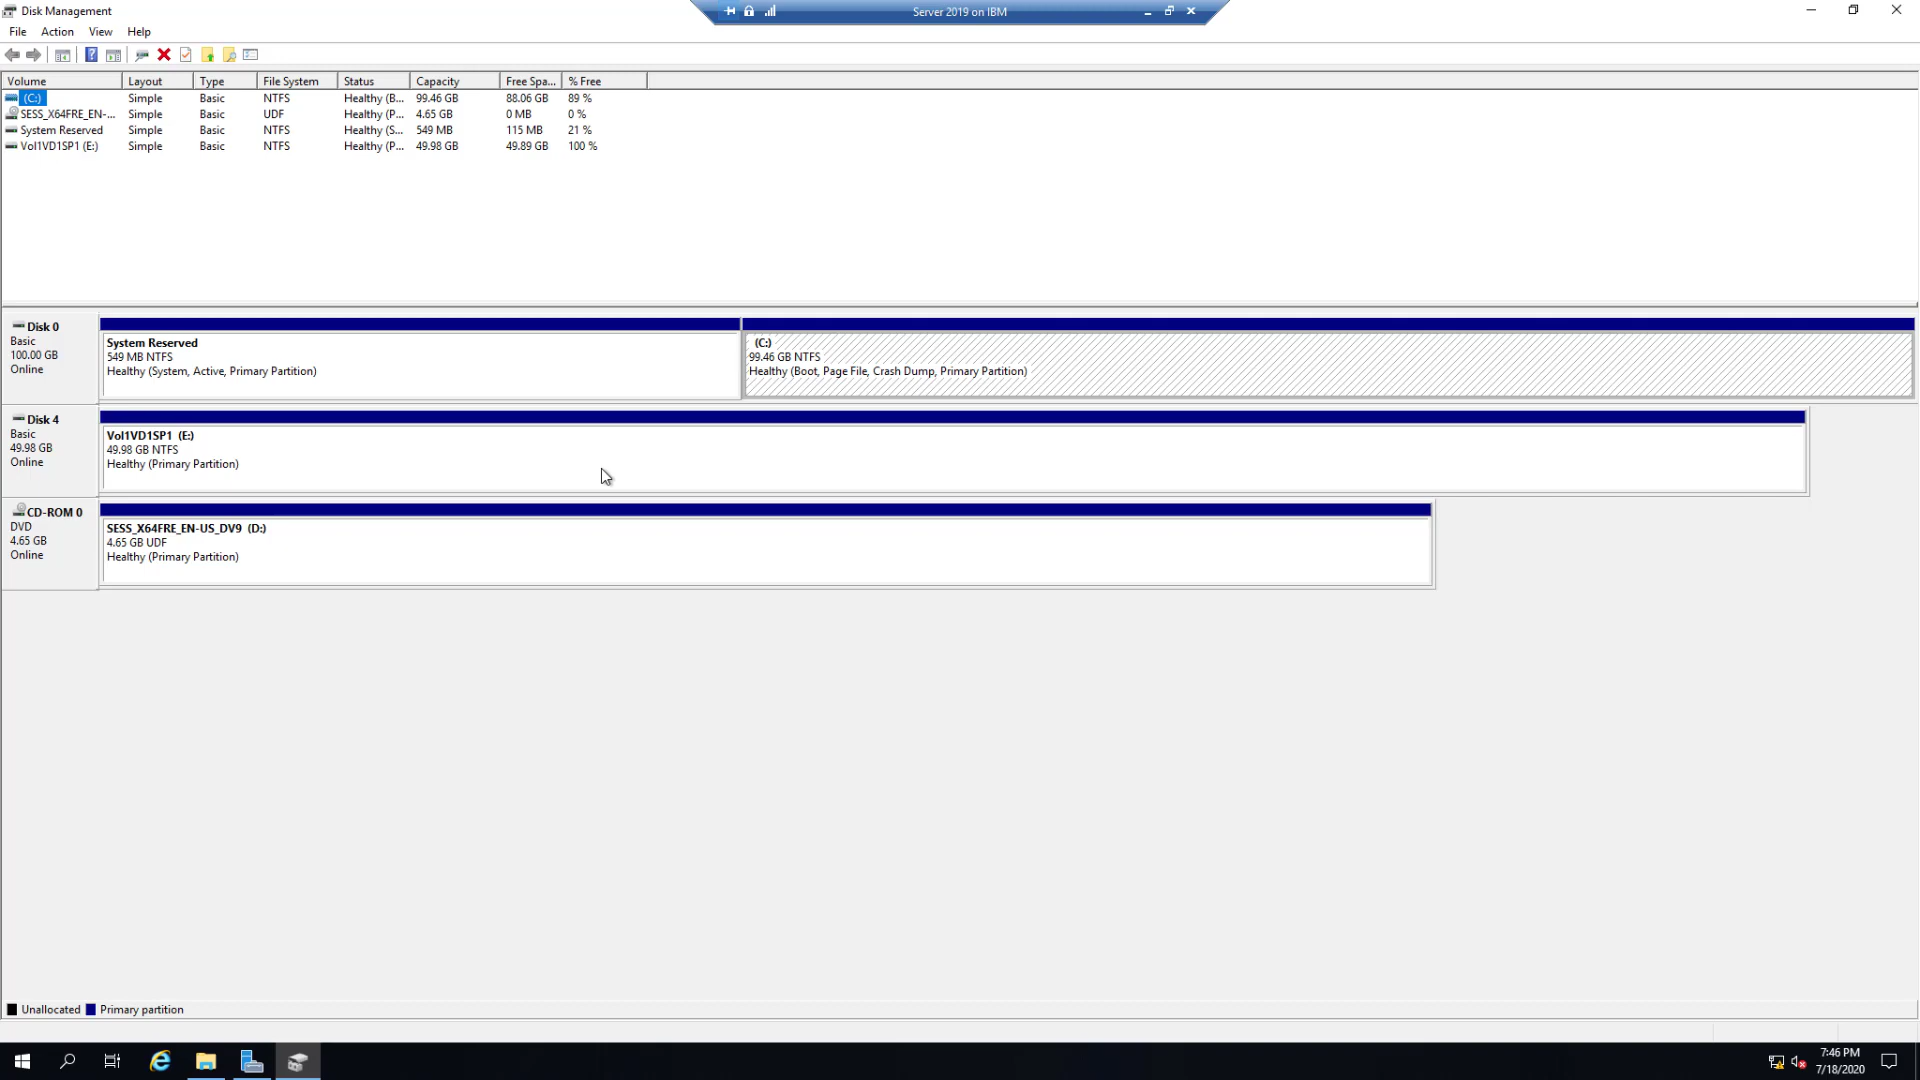 Disk Management
Server 2019 on IBM
File Action View Help
Volume Layout Type File System Status Capacity Free Spa... % Free
(C:) Simple Basic NTFS Healthy (B... 99.46 GB 88.06 GB 89 %
SESS_X64FRE_EN-... Simple Basic UDF Healthy (P... 4.65 GB 0 MB 0 %
System Reserved Simple Basic NTFS Healthy (S... 549 MB 115 MB 21 %
Vol1VD1SP1 (E:) Simple Basic NTFS Healthy (P... 49.98 GB 49.89 GB 100 %
Disk 0
Basic
100.00 GB
Online
System Reserved
549 MB NTFS
Healthy (System, Active, Primary Partition)
(C:)
99.46 GB NTFS
Healthy (Boot, Page File, Crash Dump, Primary Partition)
Disk 4
Basic
49.98 GB
Online
Vol1VD1SP1 (E:)
49.98 GB NTFS
Healthy (Primary Partition)
CD-ROM 0
DVD
4.65 GB
Online
SESS_X64FRE_EN-US_DV9 (D:)
4.65 GB UDF
Healthy (Primary Partition)
Unallocated Primary partition
7:46 PM
7/18/2020